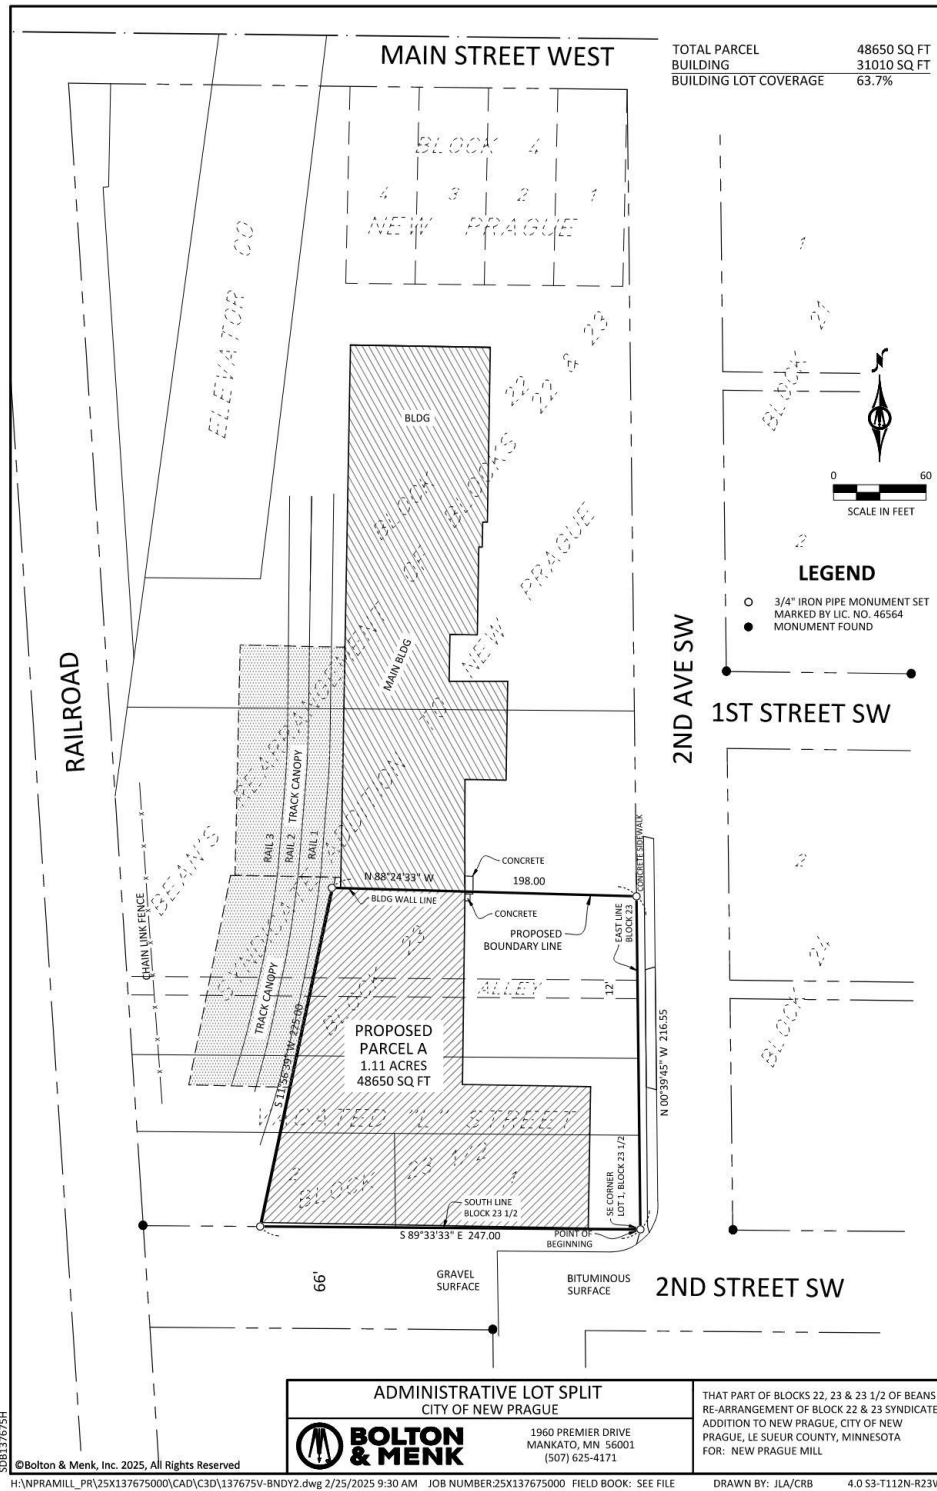 MAIN STREET WEST
TOTAL PARCEL 48650 SQ FT
BUILDING 31010 SQ FT
BUILDING LOT COVERAGE 63.7%
BLOCK 4
4 3 2 1
NEW PRAGUE
ELEVATOR CO
1
BLOCK 21
N
0 60
SCALE IN FEET
2
BLDG
MAIN BLDG
BEAN'S REARRANGEMENT OF BLOCK 22
SYNDICATE ADDITION TO NEW PRAGUE
BLOCKS 22 & 23
LEGEND
3/4" IRON PIPE MONUMENT SET
MARKED BY LIC. NO. 46564
MONUMENT FOUND
RAILROAD
2ND AVE SW
1ST STREET SW
TRACK CANOPY
RAIL 3
RAIL 2
RAIL 1
CONCRETE SIDEWALK
CONCRETE
N 88°24'33" W 198.00
BLDG WALL LINE
CONCRETE
PROPOSED
BOUNDARY LINE
EAST LINE
BLOCK 23
2
CHAIN LINK FENCE
BLOCK 23
TRACK CANOPY
ALLEY
12'
BLOCK 24
S 11°56'39" W 225.00
PROPOSED
PARCEL A
1.11 ACRES
48650 SQ FT
N 00°39'45" W 216.55
VACATED "L" STREET
2 1
BLOCK 23 1/2
SOUTH LINE
BLOCK 23 1/2
SE CORNER
LOT 1, BLOCK 23 1/2
S 89°33'33" E 247.00
POINT OF
BEGINNING
66'
GRAVEL
SURFACE
BITUMINOUS
SURFACE
2ND STREET SW
ADMINISTRATIVE LOT SPLIT
CITY OF NEW PRAGUE
BOLTON
& MENK
1960 PREMIER DRIVE
MANKATO, MN 56001
(507) 625-4171
THAT PART OF BLOCKS 22, 23 & 23 1/2 OF BEANS
RE-ARRANGEMENT OF BLOCK 22 & 23 SYNDICATE
ADDITION TO NEW PRAGUE, CITY OF NEW
PRAGUE, LE SUEUR COUNTY, MINNESOTA
FOR: NEW PRAGUE MILL
SDB137675H
©Bolton & Menk, Inc. 2025, All Rights Reserved
H:\NPRAMILL_PR\25X137675000\CAD\C3D\137675V-BNDY2.dwg 2/25/2025 9:30 AM JOB NUMBER:25X137675000 FIELD BOOK: SEE FILE DRAWN BY: JLA/CRB 4.0 S3-T112N-R23W